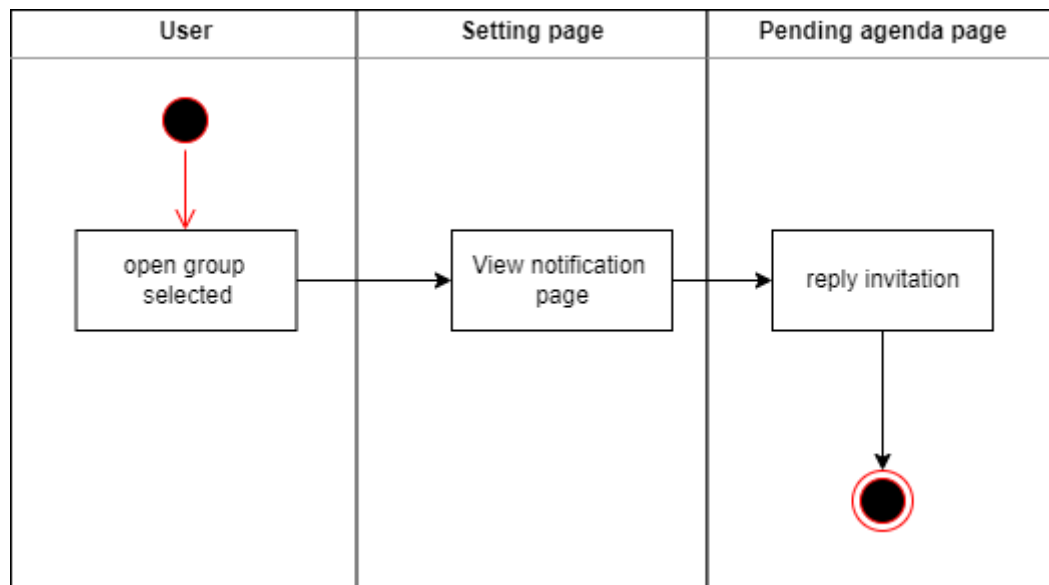 User
Setting page
Pending agenda page
open group
selected
View notification
page
reply invitation